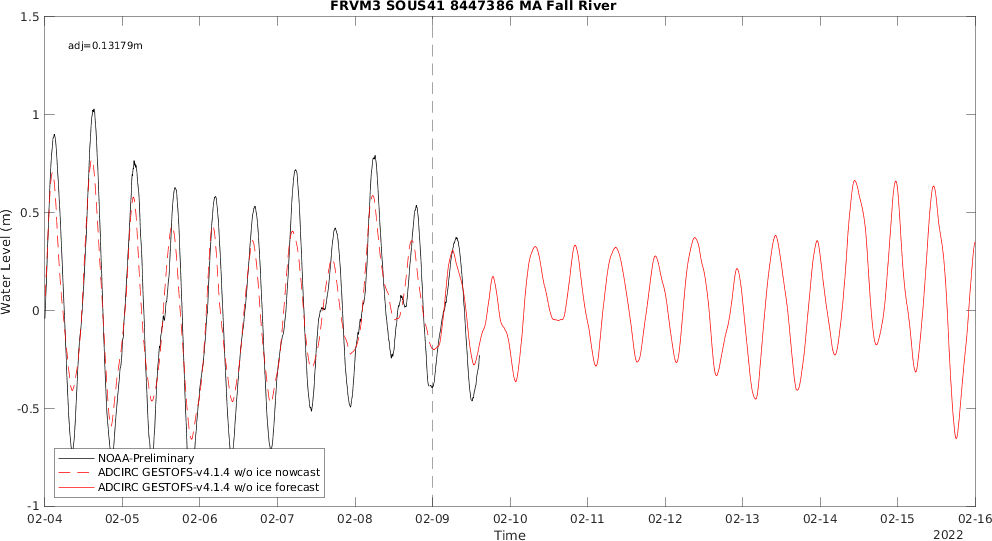 FRVM3 SOUS41 8447386 MA Fall River
adj=0.13179m
1.5
1
0.5
0
-0.5
-1
Water Level (m)
NOAA-Preliminary
ADCIRC GESTOFS-v4.1.4 w/o ice nowcast
ADCIRC GESTOFS-v4.1.4 w/o ice forecast
02-04 02-05 02-06 02-07 02-08 02-09 02-10 02-11 02-12 02-13 02-14 02-15 02-16
Time
2022